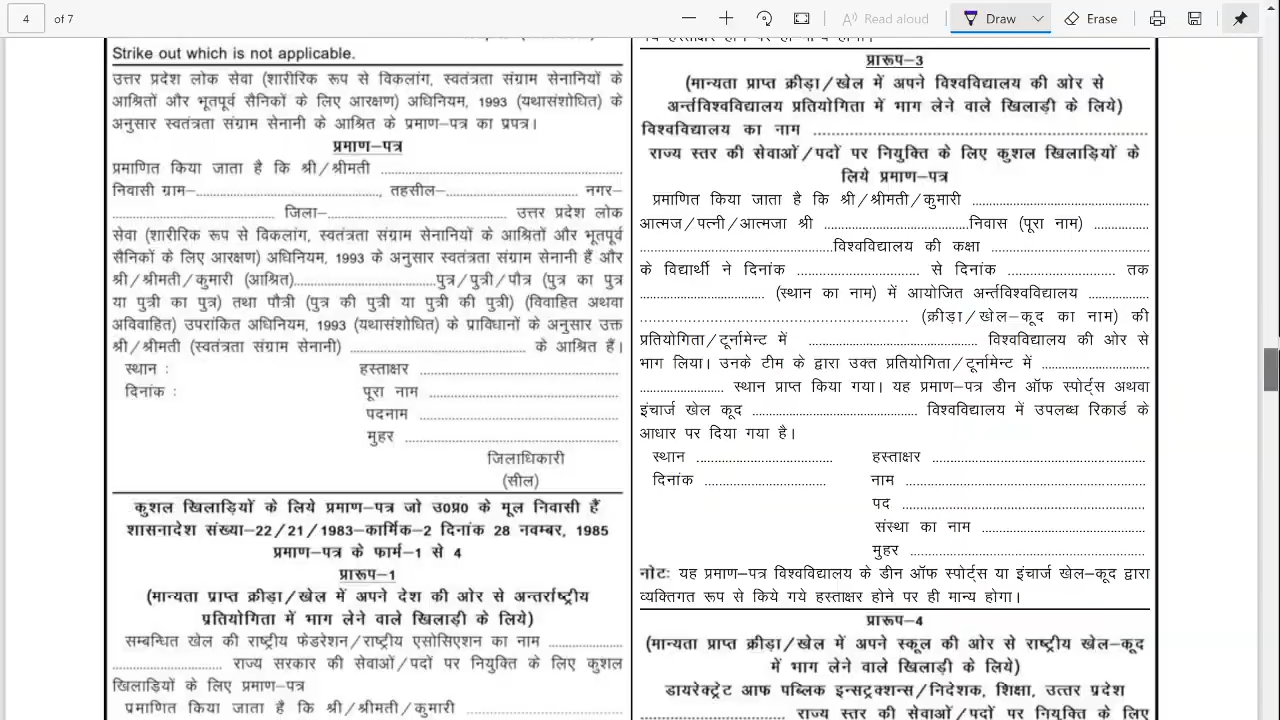 4 of 7 Read aloud Draw Erase
Strike out which is not applicable.
उत्तर प्रदेश लोक सेवा (शारीरिक रूप से विकलांग, स्वतंत्रता संग्राम सेनानियों के
आश्रितों और भूतपूर्व सैनिकों के लिए आरक्षण) अधिनियम, 1993 (यथासंशोधित) के
अनुसार स्वतंत्रता संग्राम सेनानी के आश्रित के प्रमाण–पत्र का प्रपत्र।
प्रमाण–पत्र
प्रमाणित किया जाता है कि श्री/श्रीमती ............................
निवासी ग्राम–............................, तहसील–.................... नगर–
............................ जिला–............................ उत्तर प्रदेश लोक
सेवा (शारीरिक रूप से विकलांग, स्वतंत्रता संग्राम सेनानियों के आश्रितों और भूतपूर्व
सैनिकों के लिए आरक्षण) अधिनियम, 1993 के अनुसार स्वतंत्रता संग्राम सेनानी हैं और
श्री/श्रीमती/कुमारी (आश्रित)............................पुत्र/पुत्री/पौत्र (पुत्र का पुत्र
या पुत्री का पुत्र) तथा पौत्री (पुत्र की पुत्री या पुत्री की पुत्री) (विवाहित अथवा
अविवाहित) उपरांकित अधिनियम, 1993 (यथासंशोधित) के प्राविधानों के अनुसार उक्त
श्री/श्रीमती (स्वतंत्रता संग्राम सेनानी) ............................ के आश्रित हैं।
स्थान : हस्ताक्षर ............................
दिनांक : पूरा नाम ............................
पदनाम ............................
मुहर ............................
जिलाधिकारी
(सील)
कुशल खिलाड़ियों के लिये प्रमाण–पत्र जो उ0प्र0 के मूल निवासी हैं
शासनादेश संख्या–22/21/1983–कार्मिक–2 दिनांक 28 नवम्बर, 1985
प्रमाण–पत्र के फार्म–1 से 4
प्रारूप–1
(मान्यता प्राप्त क्रीड़ा/खेल में अपने देश की ओर से अन्तर्राष्ट्रीय
प्रतियोगिता में भाग लेने वाले खिलाड़ी के लिये)
सम्बन्धित खेल की राष्ट्रीय फेडरेशन/राष्ट्रीय एसोसिएशन का नाम ..............
.................... राज्य सरकार की सेवाओं/पदों पर नियुक्ति के लिए कुशल
खिलाड़ियों के लिए प्रमाण–पत्र
प्रमाणित किया जाता है कि श्री/श्रीमती/कुमारी ............................
प्रारूप–3
(मान्यता प्राप्त क्रीड़ा/खेल में अपने विश्वविद्यालय की ओर से
अर्न्तविश्वविद्यालय प्रतियोगिता में भाग लेने वाले खिलाड़ी के लिये)
विश्वविद्यालय का नाम ............................
राज्य स्तर की सेवाओं/पदों पर नियुक्ति के लिए कुशल खिलाड़ियों के
लिये प्रमाण–पत्र
प्रमाणित किया जाता है कि श्री/श्रीमती/कुमारी ............................
आत्मज/पत्नी/आत्मजा श्री ............................निवास (पूरा नाम) ..............
............................विश्वविद्यालय की कक्षा ............................
के विद्यार्थी ने दिनांक ............................ से दिनांक .................... तक
............................ (स्थान का नाम) में आयोजित अर्न्तविश्वविद्यालय ..............
............................ (क्रीड़ा/खेल–कूद का नाम) की
प्रतियोगिता/टूर्नामेन्ट में ............................ विश्वविद्यालय की ओर से
भाग लिया। उनके टीम के द्वारा उक्त प्रतियोगिता/टूर्नामेन्ट में ....................
.................... स्थान प्राप्त किया गया। यह प्रमाण–पत्र डीन ऑफ स्पोर्ट्स अथवा
इंचार्ज खेल कूद ............................ विश्वविद्यालय में उपलब्ध रिकार्ड के
आधार पर दिया गया है।
स्थान ............................ हस्ताक्षर ............................
दिनांक ............................ नाम ............................
पद ............................
संस्था का नाम ............................
मुहर ............................
नोटः यह प्रमाण–पत्र विश्वविद्यालय के डीन ऑफ स्पोर्ट्स या इंचार्ज खेल–कूद द्वारा
व्यक्तिगत रूप से किये गये हस्ताक्षर होने पर ही मान्य होगा।
प्रारूप–4
(मान्यता प्राप्त क्रीड़ा/खेल में अपने स्कूल की ओर से राष्ट्रीय खेल–कूद
में भाग लेने वाले खिलाड़ी के लिये)
डायरेक्ट्रेट आफ पब्लिक इन्सट्रक्शन्स/निदेशक, शिक्षा, उत्तर प्रदेश
............................ राज्य स्तर की सेवाओं/पदों पर नियुक्ति के लिए